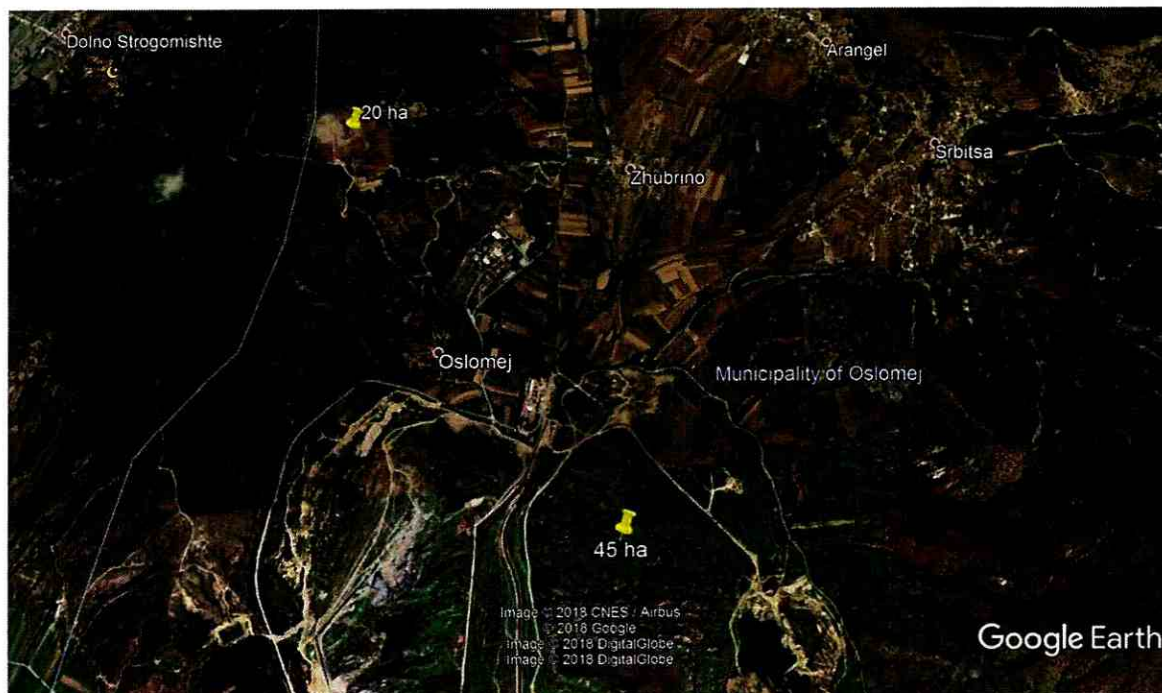 Dolno Strogomishte
Arangel
20 ha
Srbitsa
Zhubrino
Oslomej
Municipality of Oslomej
45 ha
Image © 2018 CNES / Airbus
© 2018 Google
Image © 2018 DigitalGlobe
Image © 2018 DigitalGlobe
Google Earth